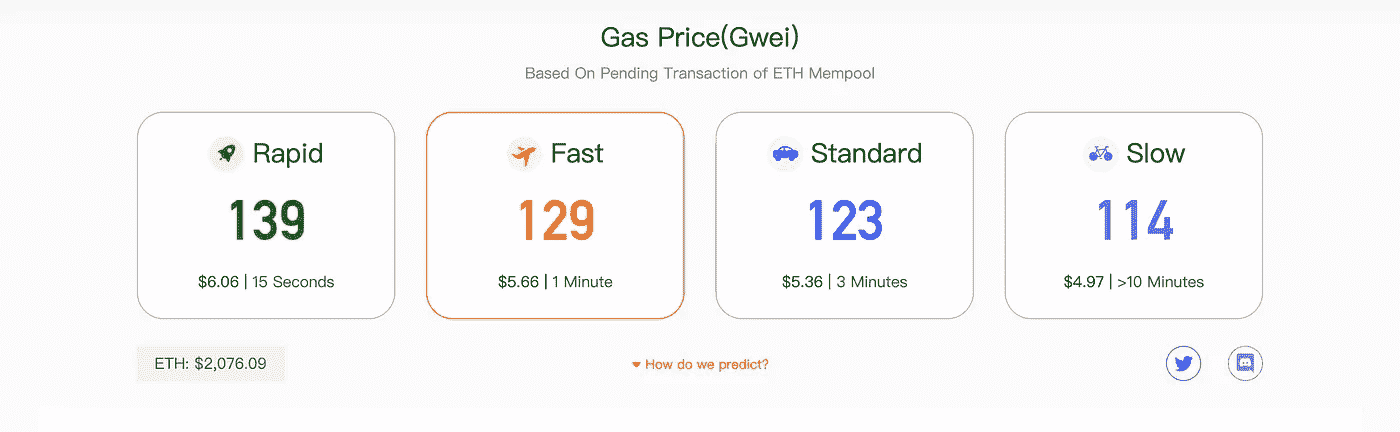 Gas Price(Gwei)
Based On Pending Transaction of ETH Mempool
Rapid
139
$6.06 | 15 Seconds
Fast
129
$5.66 | 1 Minute
Standard
123
$5.36 | 3 Minutes
Slow
114
$4.97 | >10 Minutes
ETH: $2,076.09
How do we predict?